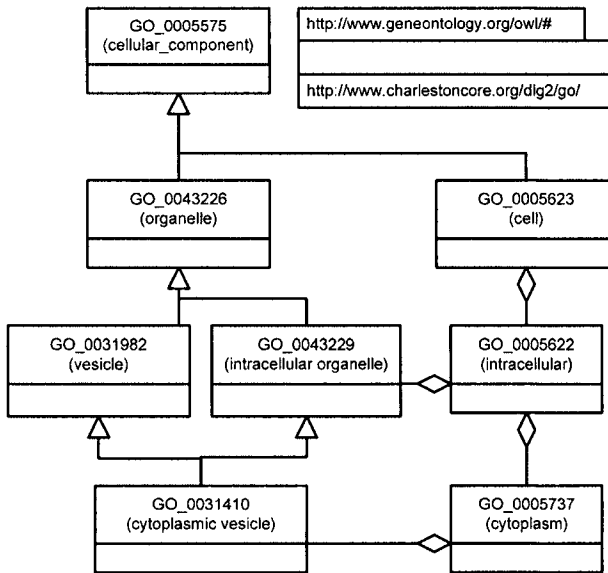 GO_0005575
(cellular_component)
http://www.geneontology.org/owl/#
http://www.charlestoncore.org/dig2/go/
GO_0043226
(organelle)
GO_0005623
(cell)
GO_0031982
(vesicle)
GO_0043229
(intracellular organelle)
GO_0005622
(intracellular)
GO_0031410
(cytoplasmic vesicle)
GO_0005737
(cytoplasm)